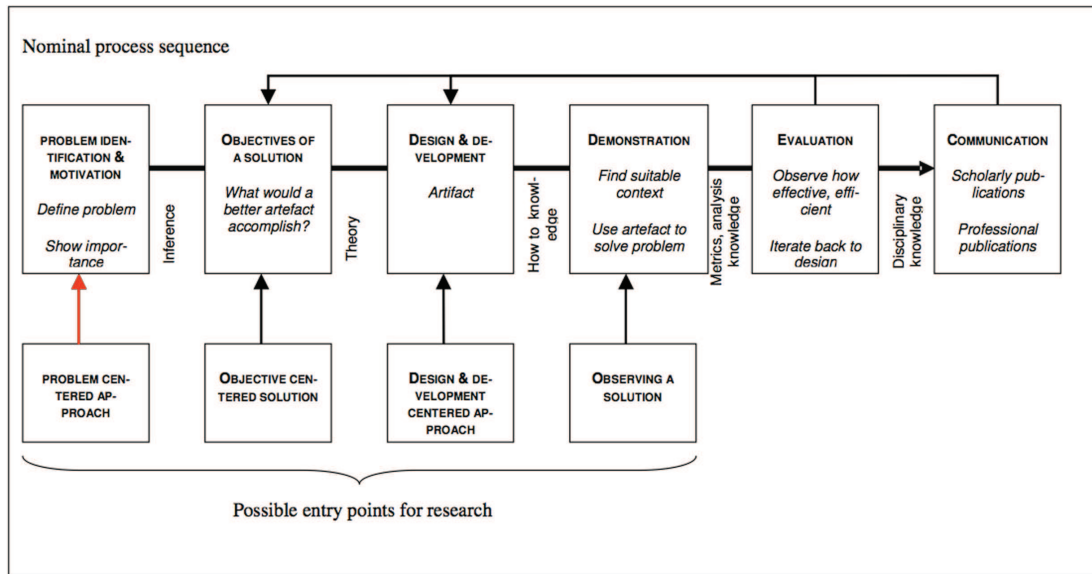 Nominal process sequence
PROBLEM IDEN-
TIFICATION &
MOTIVATION
Define problem
Show impor-
tance
Inference
OBJECTIVES OF
A SOLUTION
What would a
better artefact
accomplish?
Theory
DESIGN & DE-
VELOPMENT
Artifact
How to knowl-
edge
DEMONSTRATION
Find suitable
context
Use artefact to
solve problem
Metrics, analysis
knowledge
EVALUATION
Observe how
effective, effi-
cient
Iterate back to
design
Disciplinary
knowledge
COMMUNICATION
Scholarly pub-
lications
Professional
publications
PROBLEM CEN-
TERED AP-
PROACH
OBJECTIVE CEN-
TERED SOLUTION
DESIGN & DE-
VELOPMENT
CENTERED AP-
PROACH
OBSERVING A
SOLUTION
Possible entry points for research